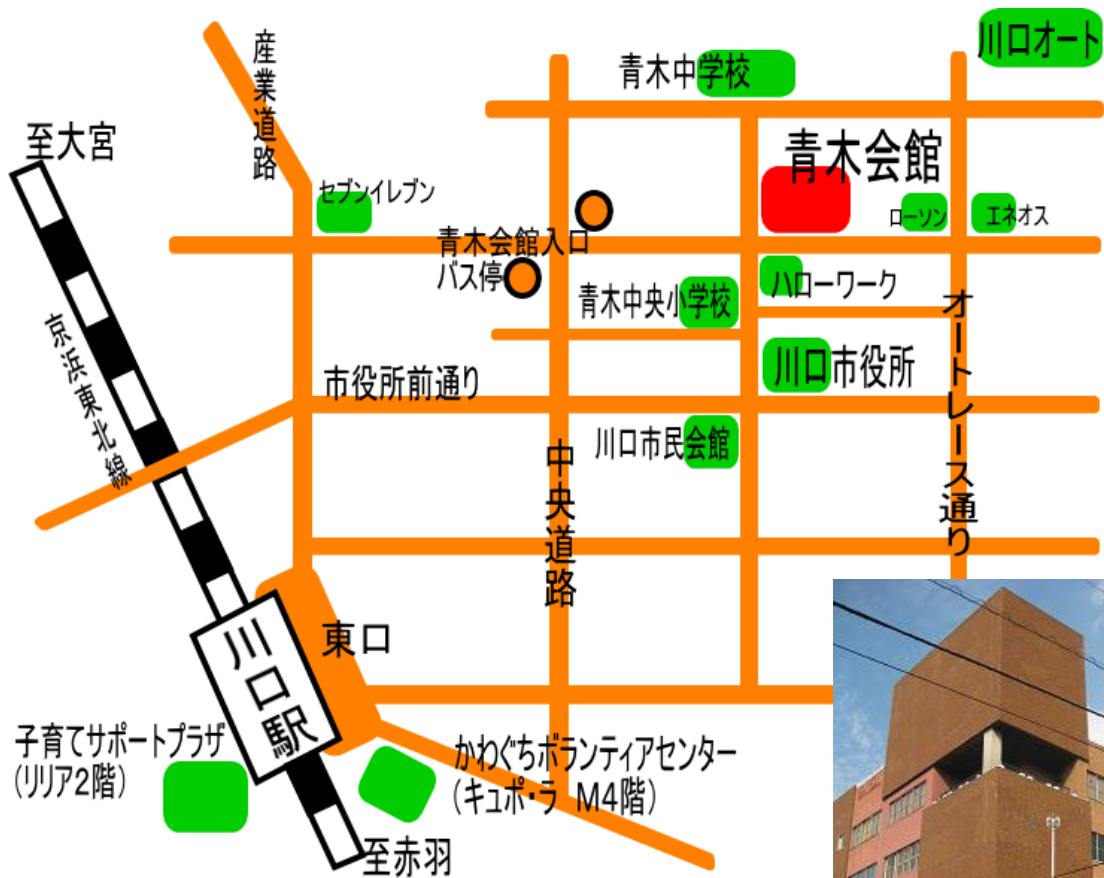 川口オート
産業道路
青木中学校
至大宮
青木会館
セブンイレブン
ローソン
エネオス
青木会館入口
バス停
ハローワーク
青木中央小学校
オートレース通り
京浜東北線
川口市役所
市役所前通り
川口市民会館
中央道路
東口
川口駅
子育てサポートプラザ
(リリア2階)
かわぐちボランティアセンター
(キュポ・ラ M4階)
至赤羽